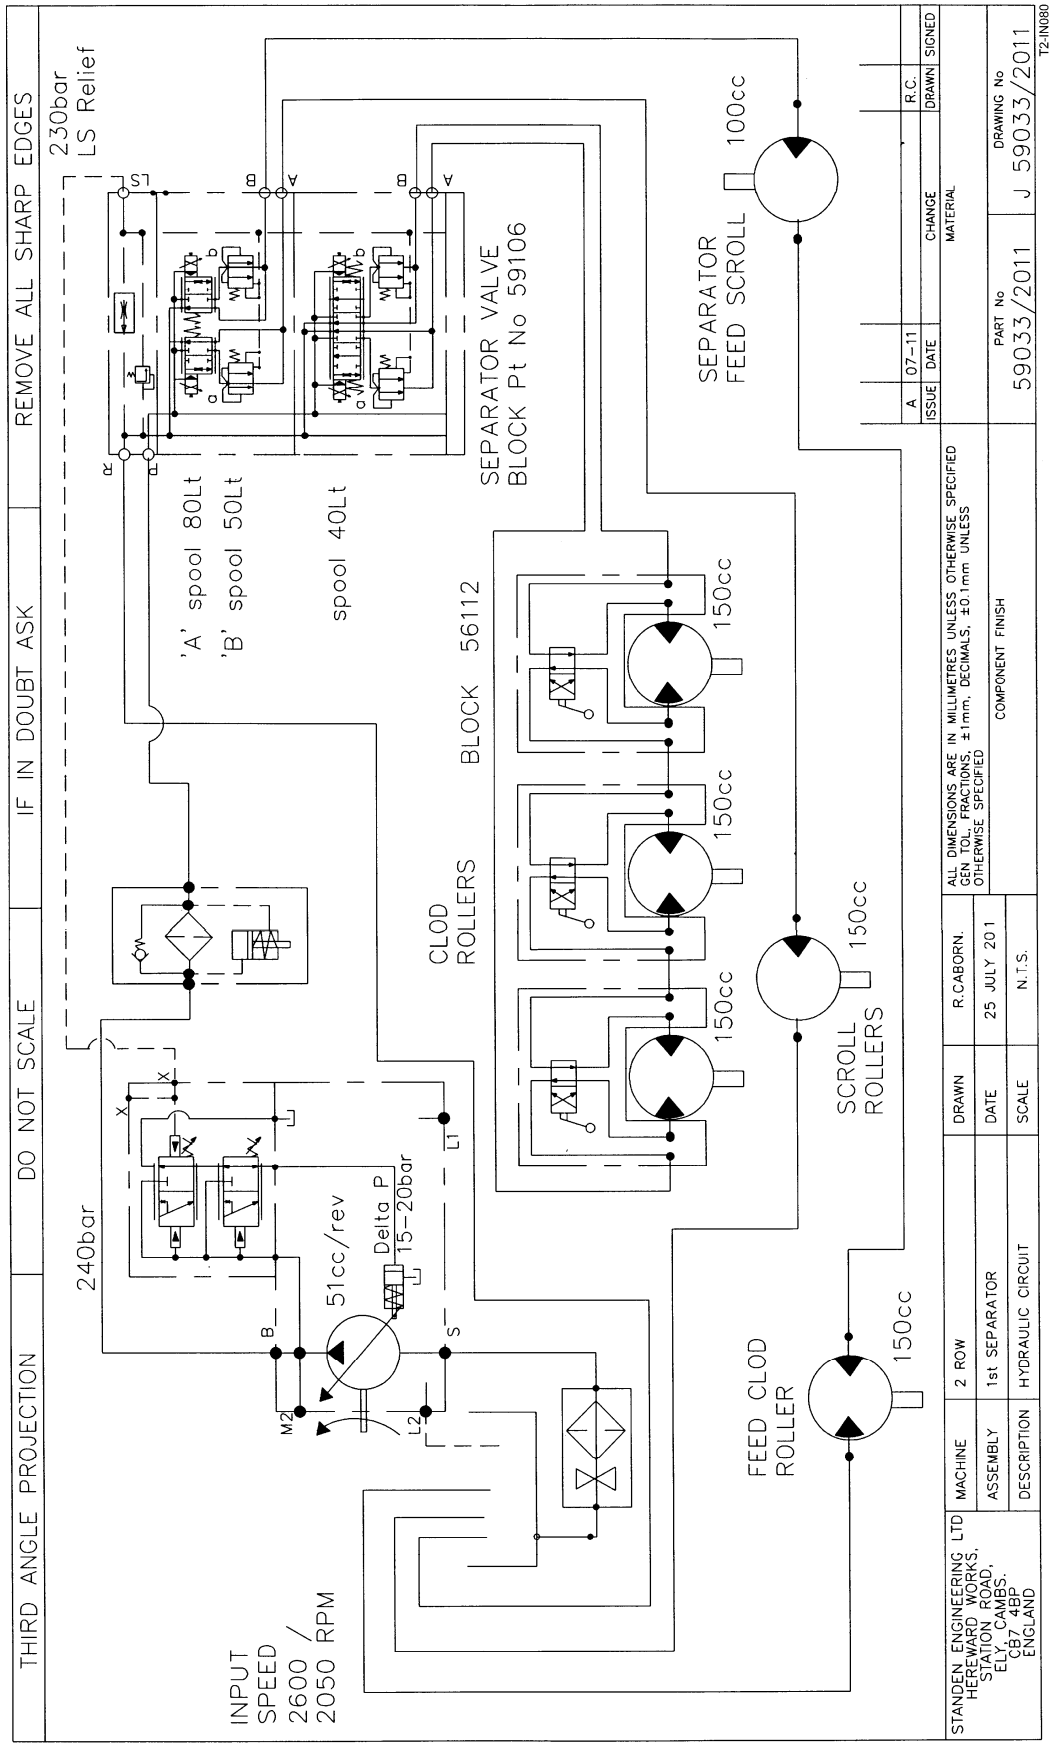 THIRD ANGLE PROJECTION
DO NOT SCALE
IF IN DOUBT ASK
REMOVE ALL SHARP EDGES
230bar
LS Relief
240bar
X
X
L1
B
S
M2
L2
51cc/rev
Delta P
15-20bar
INPUT
SPEED
2600 /
2050 RPM
R
P
LS
B
A
B
A
a
b
a
b
'A' spool 80Lt
'B' spool 50Lt
spool 40Lt
SEPARATOR VALVE
BLOCK Pt No 59106
CLOD
ROLLERS
BLOCK 56112
150cc
150cc
150cc
SEPARATOR
FEED SCROLL
100cc
SCROLL
ROLLERS
150cc
FEED CLOD
ROLLER
150cc
STANDEN ENGINEERING LTD
HEREWARD WORKS,
STATION ROAD,
ELY, CAMBS.
CB7 4BP
ENGLAND
MACHINE
2 ROW
ASSEMBLY
1st SEPARATOR
DESCRIPTION
HYDRAULIC CIRCUIT
DRAWN
R.CABORN.
DATE
25 JULY 201
SCALE
N.T.S.
ALL DIMENSIONS ARE IN MILLIMETRES UNLESS OTHERWISE SPECIFIED
GEN TOL, FRACTIONS, ±1mm, DECIMALS, ±0.1mm UNLESS
OTHERWISE SPECIFIED
COMPONENT FINISH
A
07-11
R.C.
ISSUE
DATE
CHANGE
DRAWN
SIGNED
MATERIAL
PART No
59033/2011
DRAWING No
J 59033/2011
T2-IN080